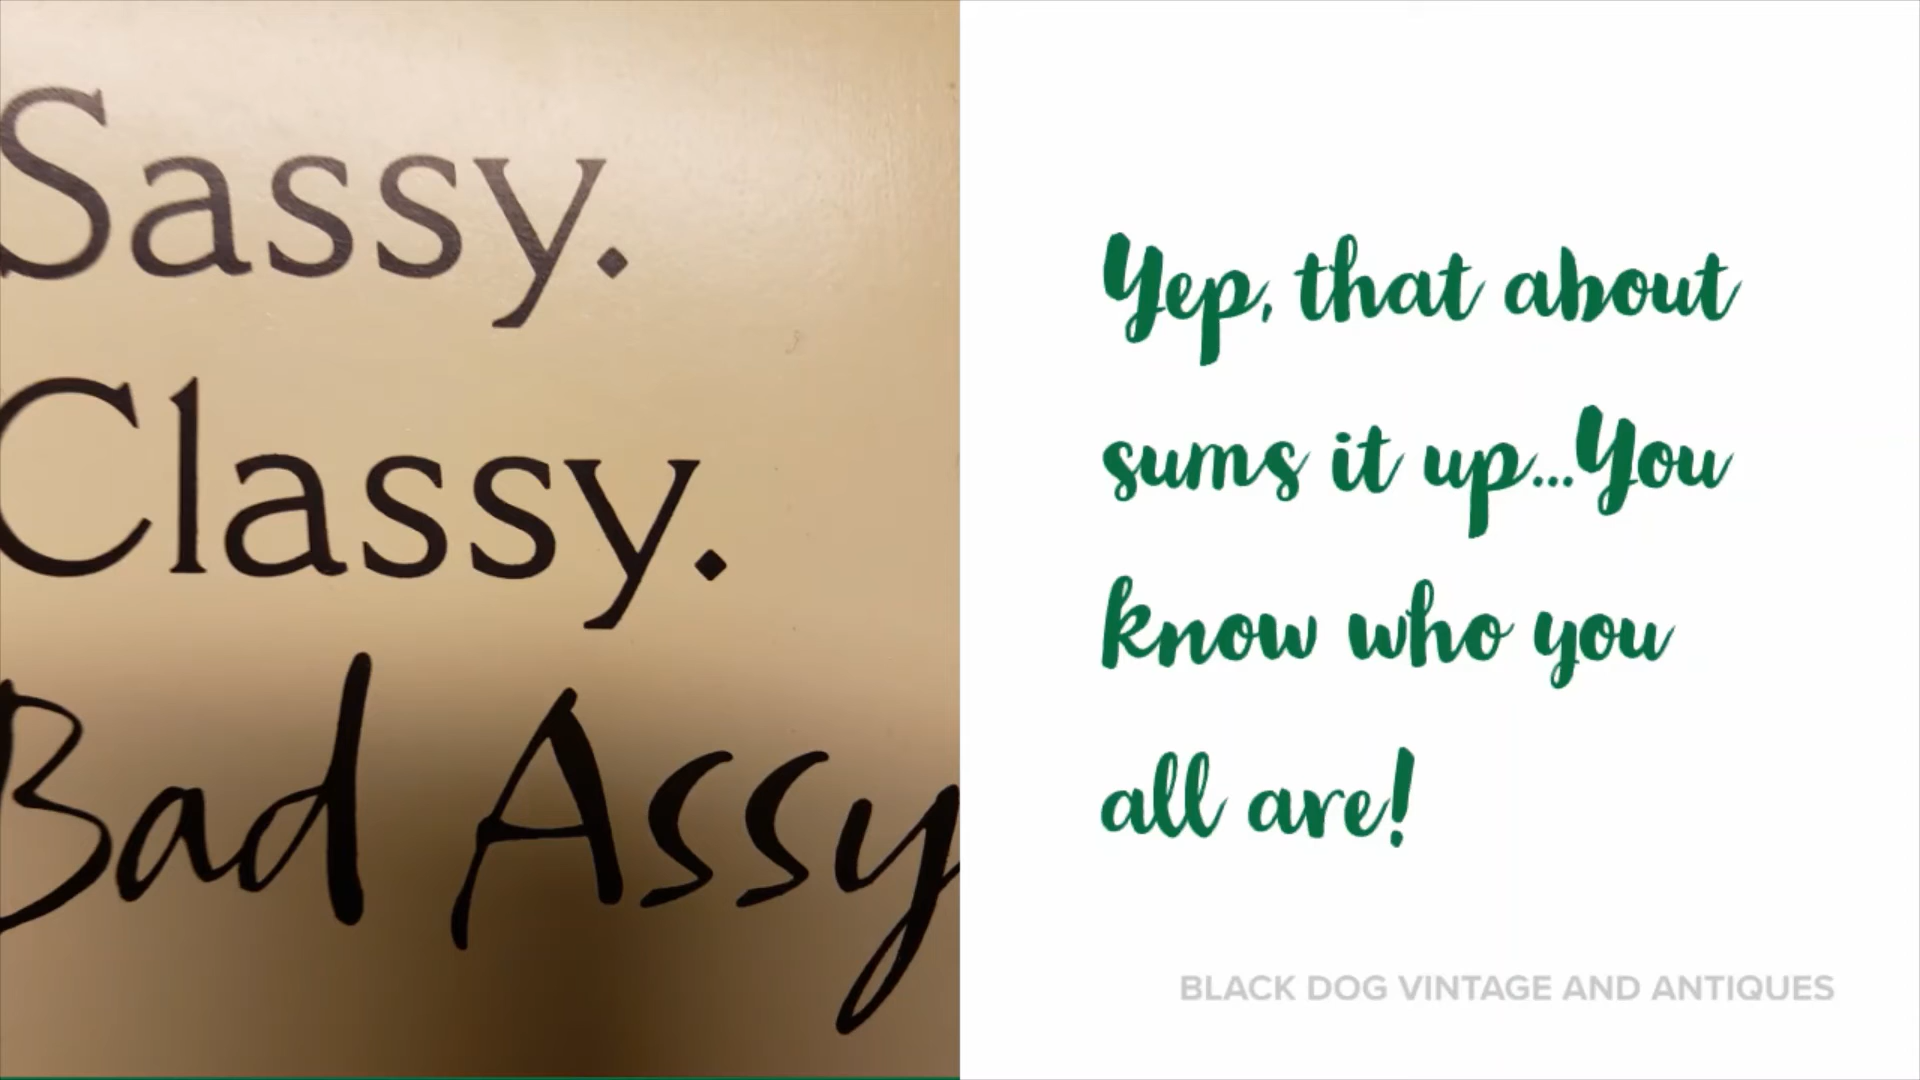 Sassy.
Classy.
Bad Assy
Yep, that about
sums it up...You
know who you
all are!
BLACK DOG VINTAGE AND ANTIQUES